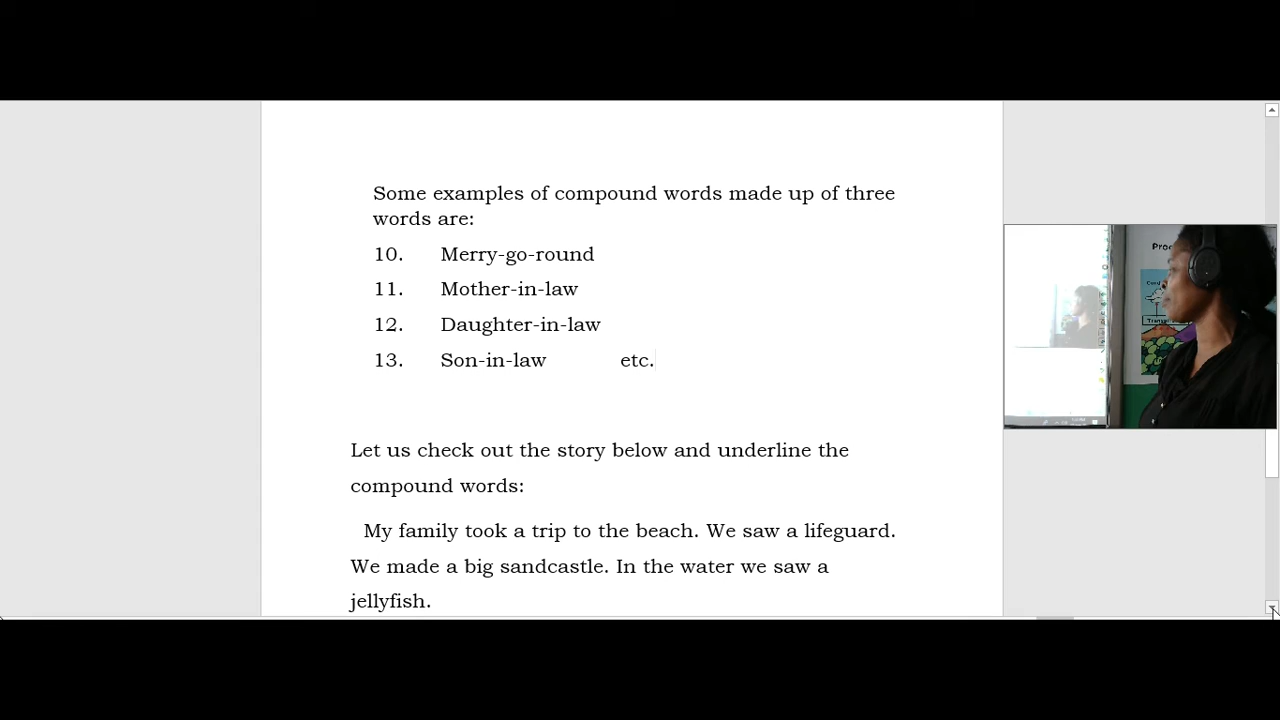 Some examples of compound words made up of three
words are:
10. Merry-go-round
11. Mother-in-law
12. Daughter-in-law
13. Son-in-law etc.
Let us check out the story below and underline the
compound words:
My family took a trip to the beach. We saw a lifeguard.
We made a big sandcastle. In the water we saw a
jellyfish.